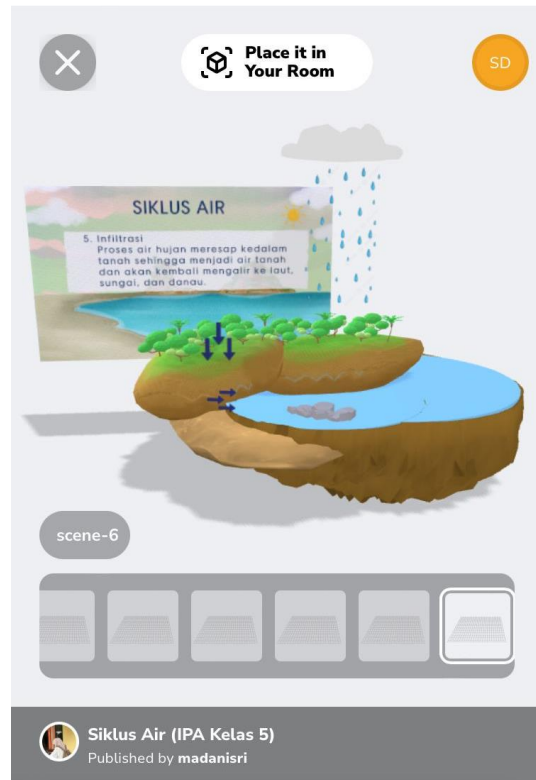 Place it in
Your Room
SD
SIKLUS AIR
5. Infiltrasi
Proses air hujan meresap kedalam
tanah sehingga menjadi air tanah
dan akan kembali mengalir ke laut,
sungai, dan danau.
scene-6
Siklus Air (IPA Kelas 5)
Published by madanisri